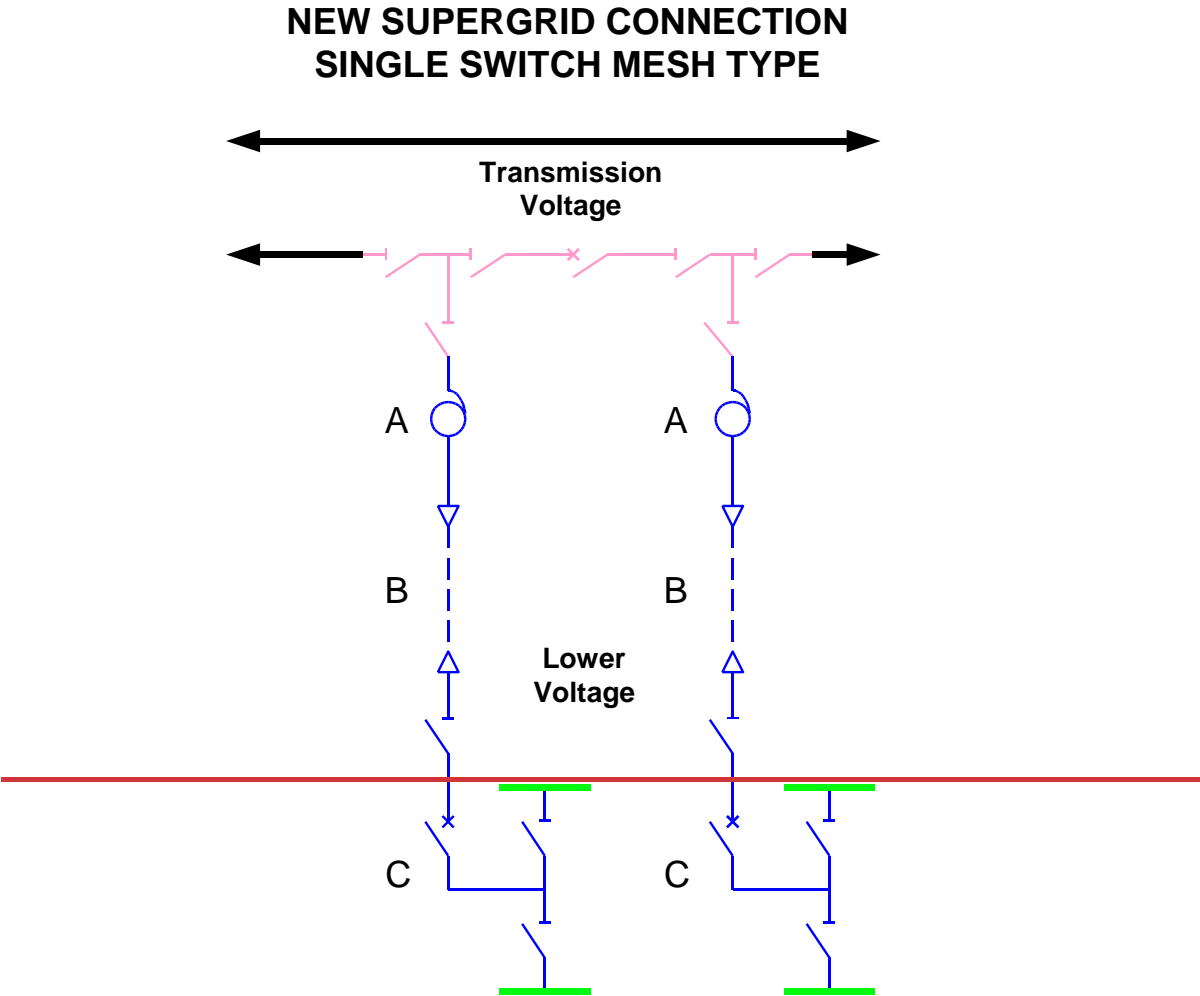 NEW SUPERGRID CONNECTION
SINGLE SWITCH MESH TYPE
Transmission
Voltage
A
A
B
B
Lower
Voltage
C
C